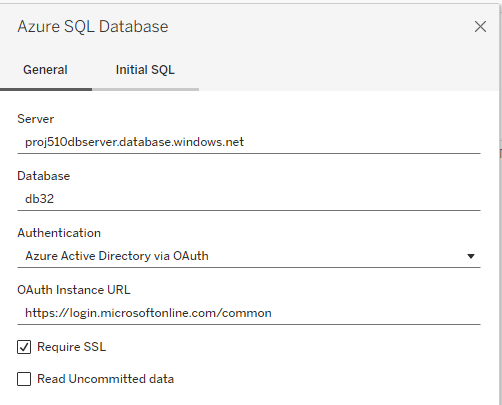 Azure SQL Database
General Initial SQL
Server
proj510dbserver.database.windows.net
Database
db32
Authentication
Azure Active Directory via OAuth
OAuth Instance URL
https://login.microsoftonline.com/common
Require SSL
Read Uncommitted data